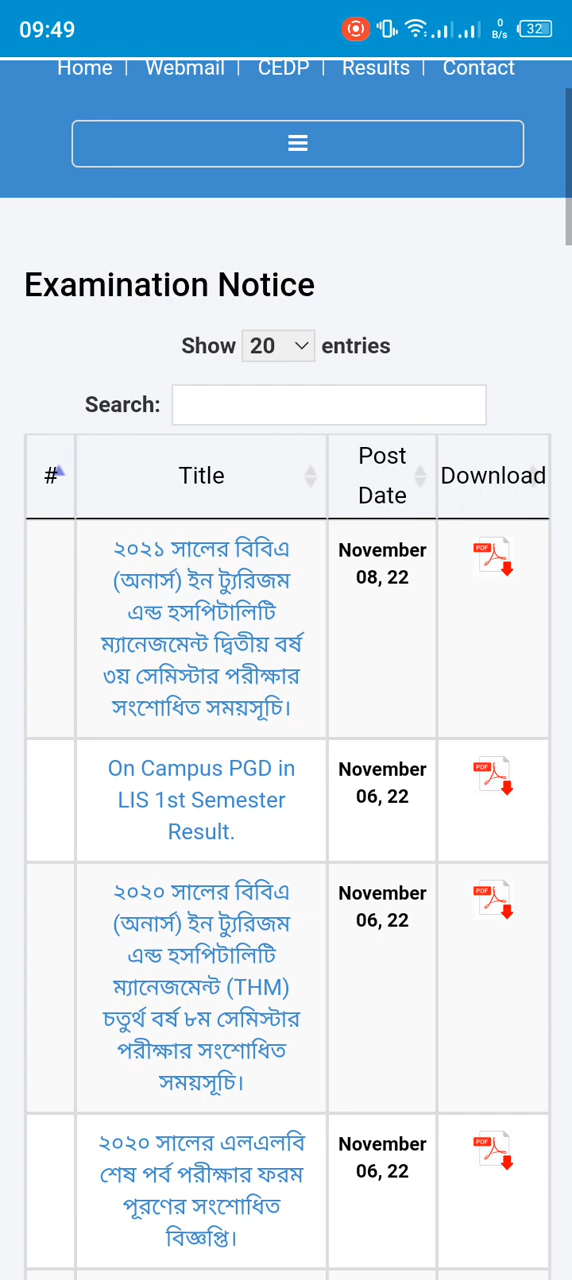 09:49 0 B/s 32
Home | Webmail | CEDP | Results | Contact
Examination Notice
Show 20 entries
Search:
# Title Post Date Download
২০২১ সালের বিবিএ
(অনার্স) ইন ট্যুরিজম
এন্ড হসপিটালিটি
ম্যানেজমেন্ট দ্বিতীয় বর্ষ
৩য় সেমিস্টার পরীক্ষার
সংশোধিত সময়সূচি।
November
08, 22
PDF
On Campus PGD in
LIS 1st Semester
Result.
November
06, 22
PDF
২০২০ সালের বিবিএ
(অনার্স) ইন ট্যুরিজম
এন্ড হসপিটালিটি
ম্যানেজমেন্ট (THM)
চতুর্থ বর্ষ ৮ম সেমিস্টার
পরীক্ষার সংশোধিত
সময়সূচি।
November
06, 22
PDF
২০২০ সালের এলএলবি
শেষ পর্ব পরীক্ষার ফরম
পূরণের সংশোধিত
বিজ্ঞপ্তি।
November
06, 22
PDF